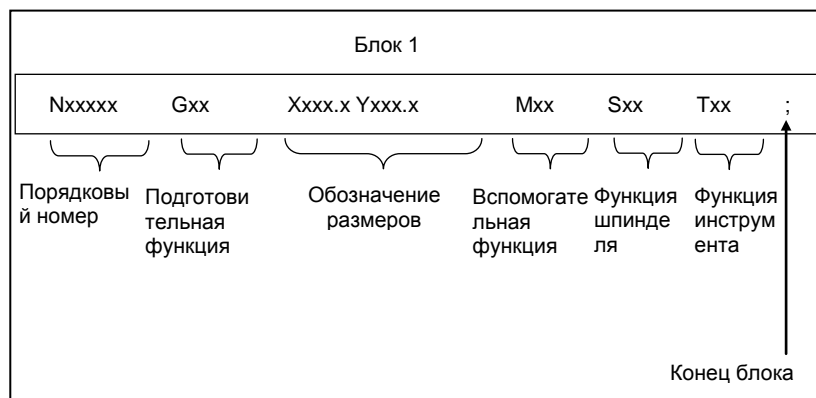 Блок 1
Nxxxxx Gxx Xxxx.x Yxxx.x Mxx Sxx Txx ;
Порядковы
й номер
Подготови
тельная
функция
Обозначение
размеров
Вспомогате
льная
функция
Функция
шпинде
ля
Функция
инструм
ента
Конец блока